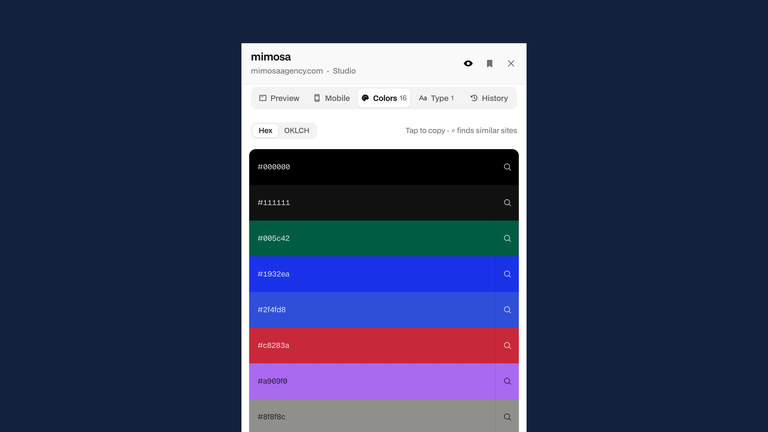 mimosa
mimosaagency.com - Studio
Preview
Mobile
Colors 16
Aa Type 1
History
Hex
OKLCH
Tap to copy - finds similar sites
#000000
#111111
#005c42
#1932ea
#2f4fd8
#c8283a
#a969f0
#8f8f8c